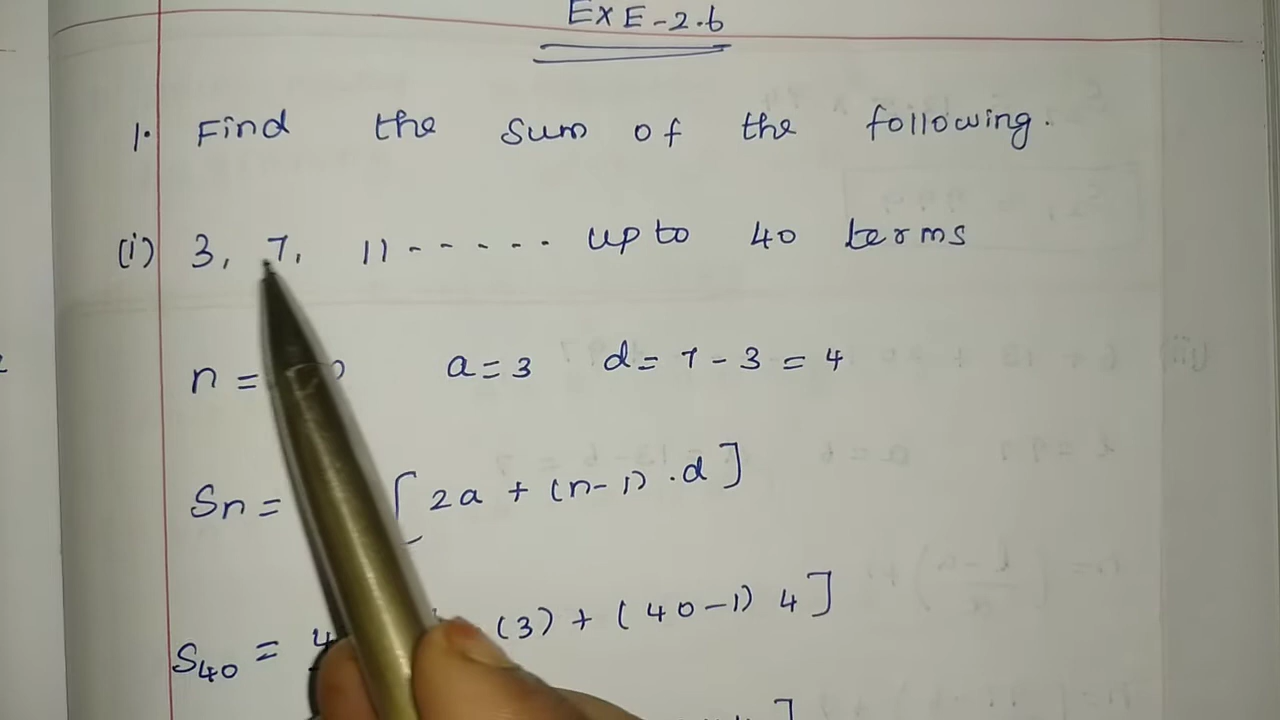 EXE-2.6
1. Find the sum of the following.
(i) 3, 7, 11 - - - - - . up to 40 terms
n = a = 3 d = 7 - 3 = 4
Sn = [ 2a + (n-1) .d ]
S40 = 4 (3) + ( 40-1) 4 ]
]